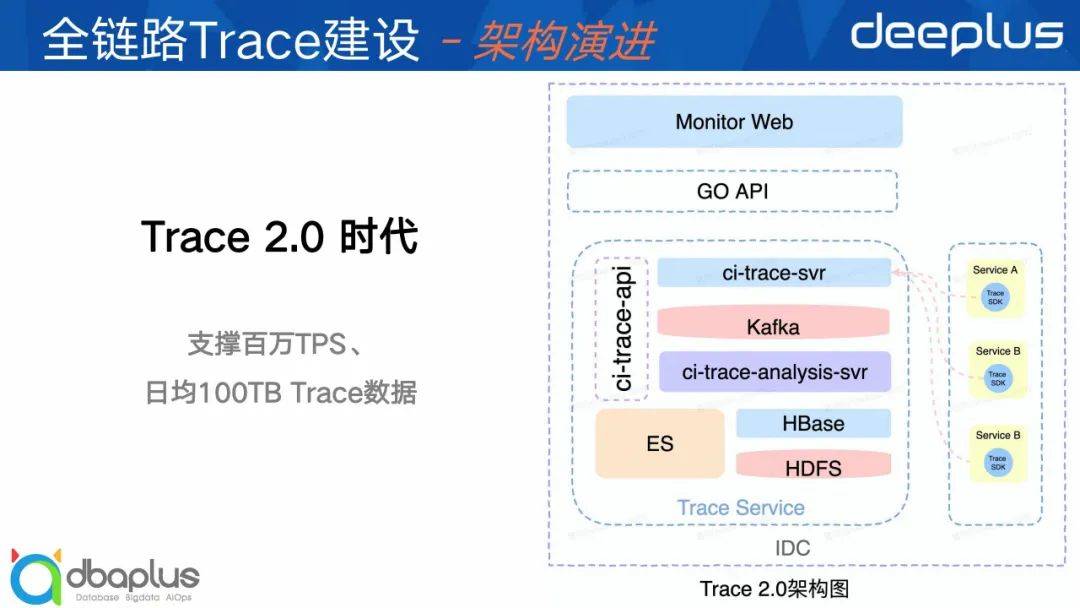 全链路Trace建设 - 架构演进
deeplus
Trace 2.0 时代
支撑百万TPS、
日均100TB Trace数据
Monitor Web
GO API
ci-trace-api
ci-trace-svr
Kafka
ci-trace-analysis-svr
ES
HBase
HDFS
Trace Service
Service A
Trace
SDK
Service B
Trace
SDK
Service B
Trace
SDK
IDC
Trace 2.0架构图
dbaplus
Database Bigdata AiOps